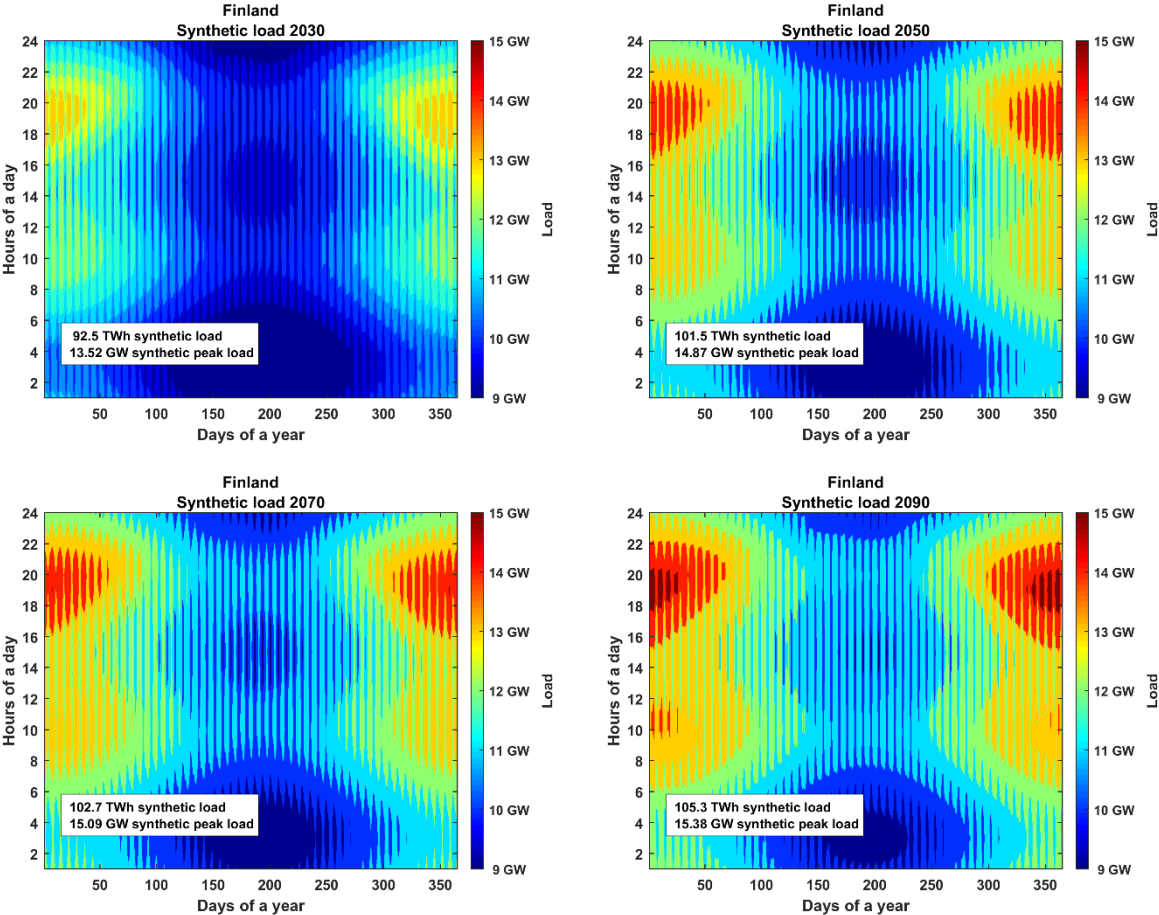 Finland
Synthetic load 2030
24
22
20
18
16
14
12
10
8
6
4
2
Hours of a day
92.5 TWh synthetic load
13.52 GW synthetic peak load
50 100 150 200 250 300 350
Days of a year
15 GW
14 GW
13 GW
12 GW
11 GW
10 GW
9 GW
Load
Finland
Synthetic load 2050
24
22
20
18
16
14
12
10
8
6
4
2
Hours of a day
101.5 TWh synthetic load
14.87 GW synthetic peak load
50 100 150 200 250 300 350
Days of a year
15 GW
14 GW
13 GW
12 GW
11 GW
10 GW
9 GW
Load
Finland
Synthetic load 2070
24
22
20
18
16
14
12
10
8
6
4
2
Hours of a day
102.7 TWh synthetic load
15.09 GW synthetic peak load
50 100 150 200 250 300 350
Days of a year
15 GW
14 GW
13 GW
12 GW
11 GW
10 GW
9 GW
Load
Finland
Synthetic load 2090
24
22
20
18
16
14
12
10
8
6
4
2
Hours of a day
105.3 TWh synthetic load
15.38 GW synthetic peak load
50 100 150 200 250 300 350
Days of a year
15 GW
14 GW
13 GW
12 GW
11 GW
10 GW
9 GW
Load